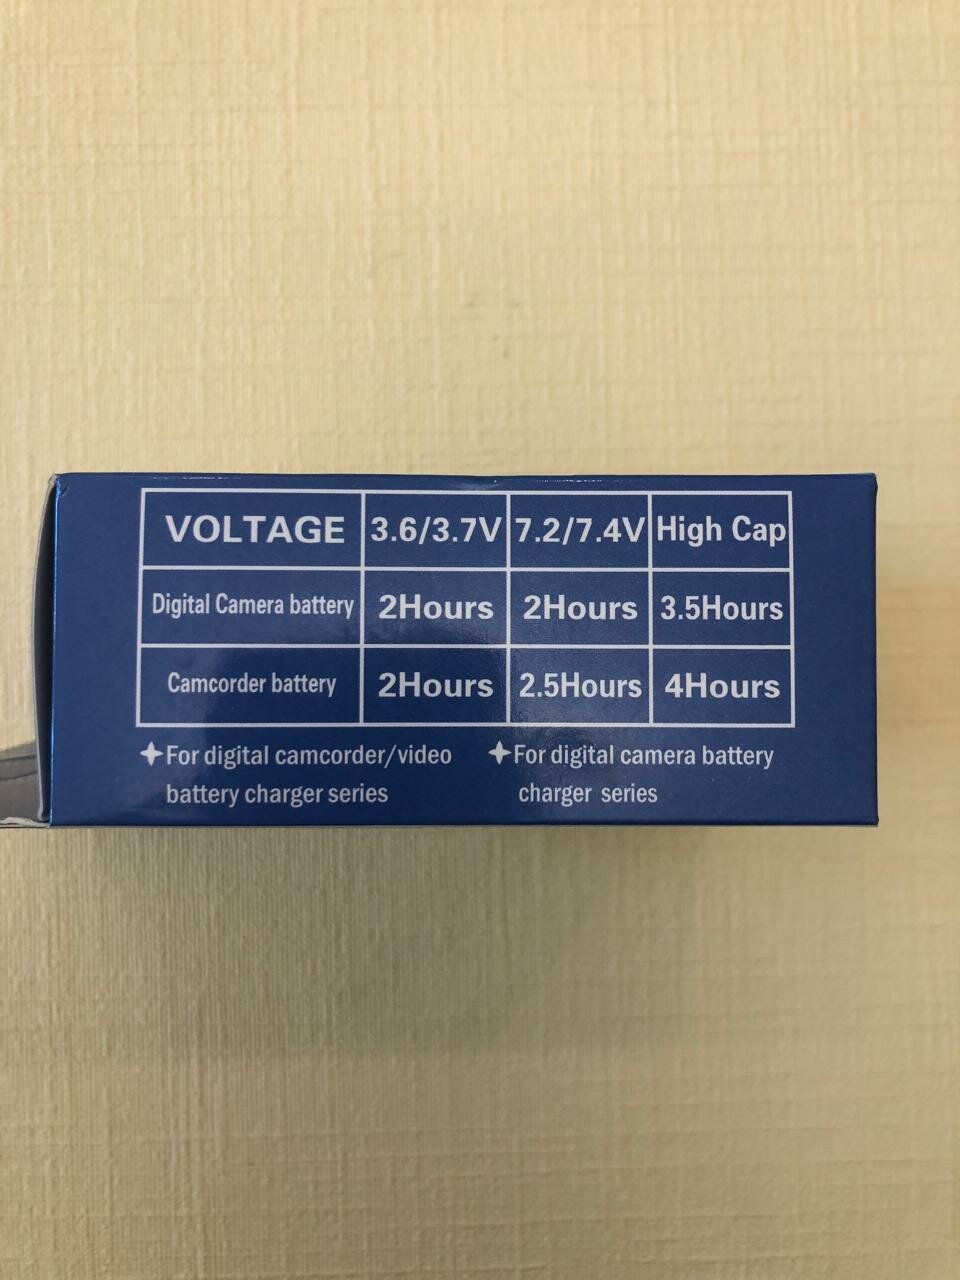 VOLTAGE 3.6/3.7V 7.2/7.4V High Cap
Digital Camera battery 2Hours 2Hours 3.5Hours
Camcorder battery 2Hours 2.5Hours 4Hours
✦For digital camcorder/video ✦For digital camera battery
battery charger series charger series